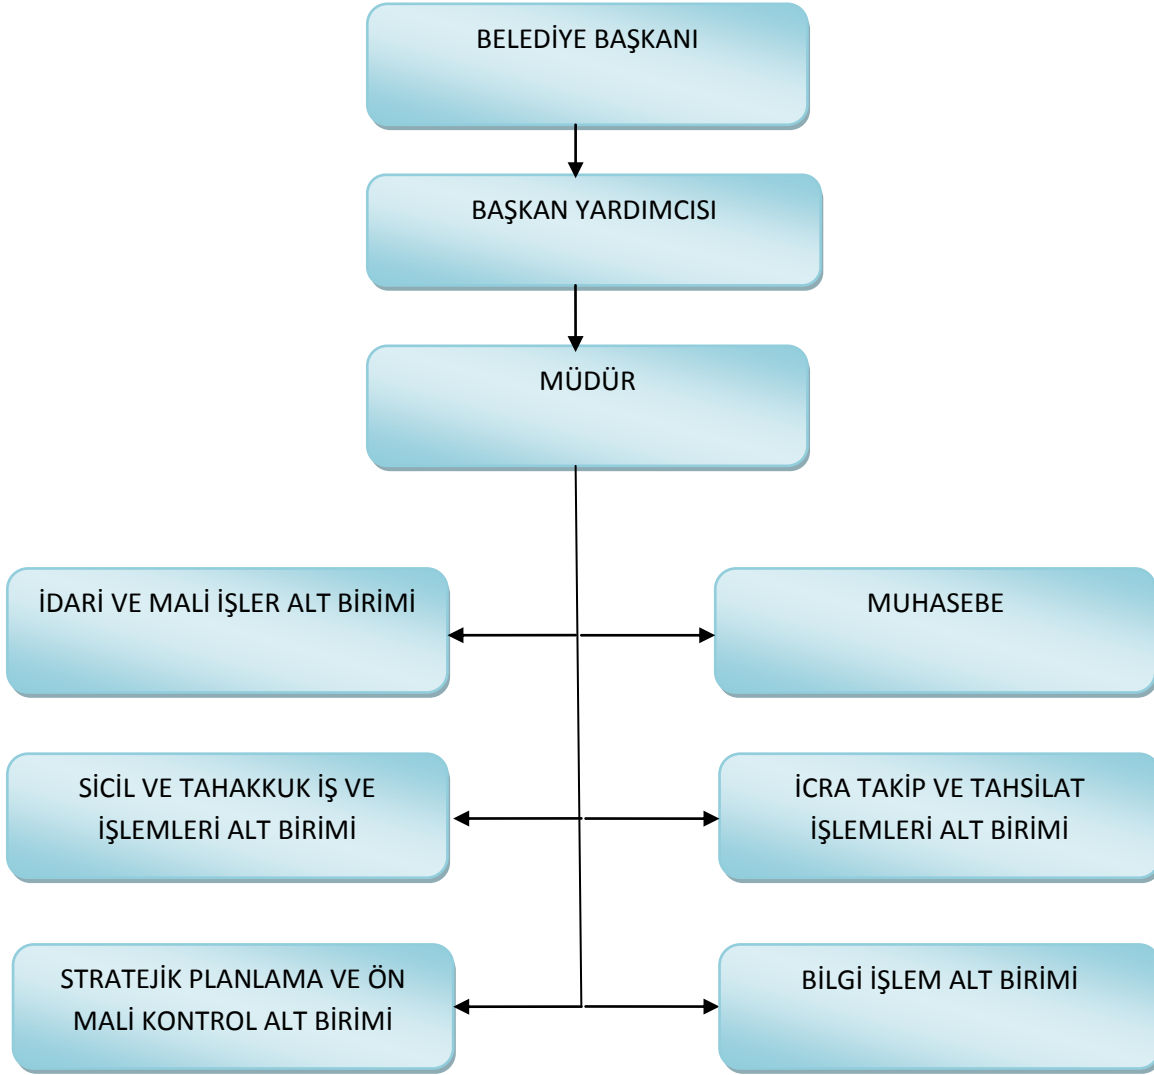 BELEDİYE BAŞKANI
BAŞKAN YARDIMCISI
MÜDÜR
İDARİ VE MALİ İŞLER ALT BİRİMİ
MUHASEBE
SİCİL VE TAHAKKUK İŞ VE
İŞLEMLERİ ALT BİRİMİ
İCRA TAKİP VE TAHSİLAT
İŞLEMLERİ ALT BİRİMİ
STRATEJİK PLANLAMA VE ÖN
MALİ KONTROL ALT BİRİMİ
BİLGİ İŞLEM ALT BİRİMİ